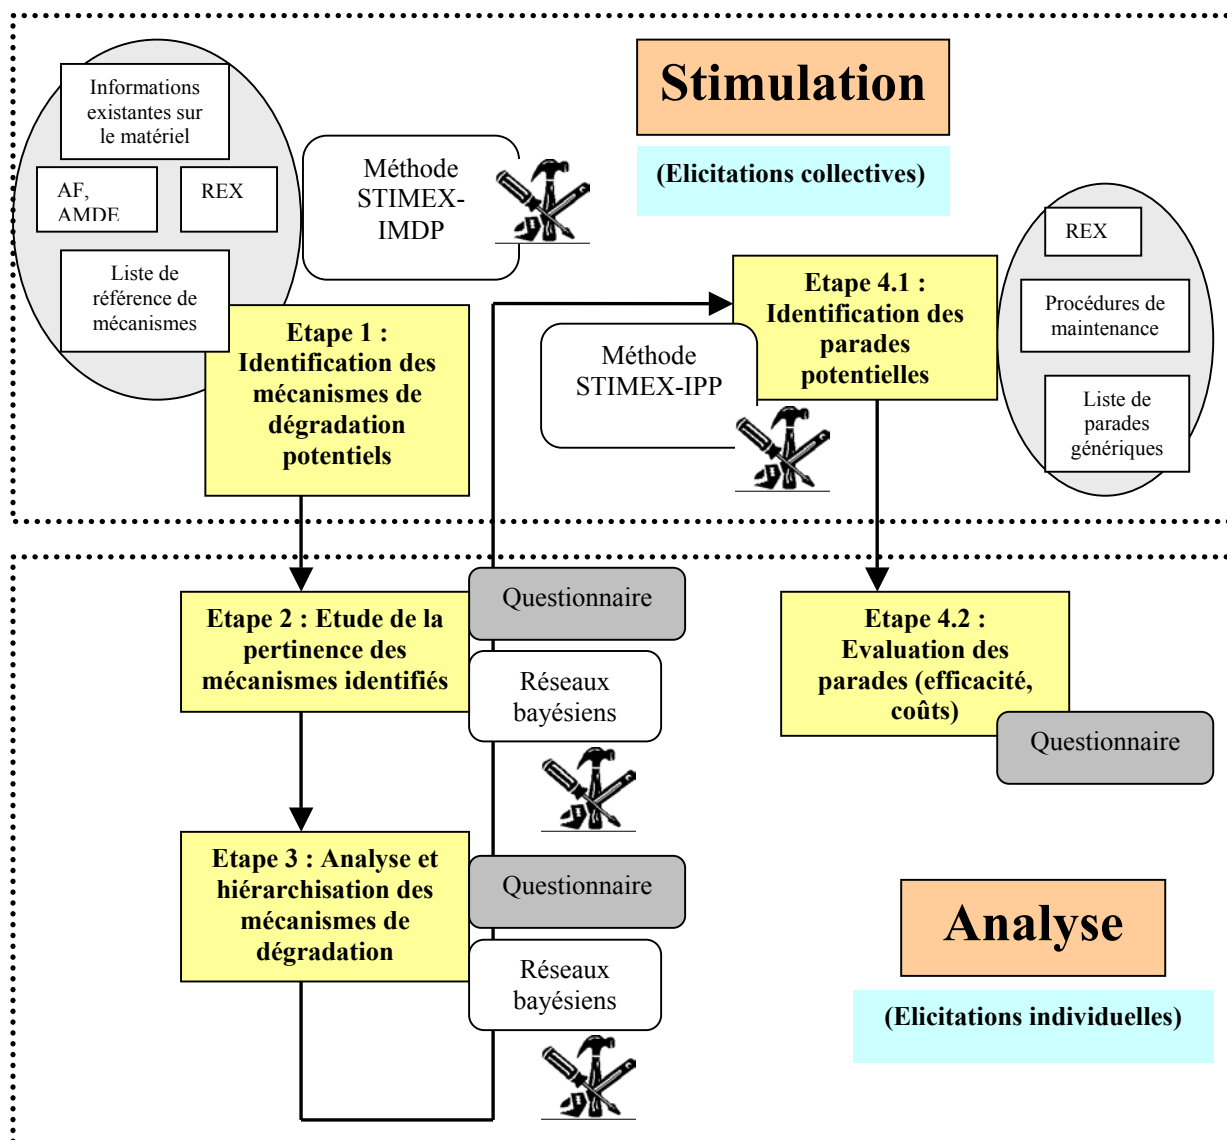 Stimulation
(Elicitations collectives)
Informations
existantes sur
le matériel
AF,
AMDE
REX
Liste de
référence de
mécanismes
Méthode
STIMEX-
IMDP
Etape 1 :
Identification des
mécanismes de
dégradation
potentiels
Etape 4.1 :
Identification des
parades
potentielles
Méthode
STIMEX-IPP
REX
Procédures de
maintenance
Liste de
parades
génériques
Etape 2 : Etude de la
pertinence des
mécanismes identifiés
Questionnaire
Réseaux
bayésiens
Etape 4.2 :
Evaluation des
parades (efficacité,
coûts)
Questionnaire
Etape 3 : Analyse et
hiérarchisation des
mécanismes de
dégradation
Questionnaire
Réseaux
bayésiens
Analyse
(Elicitations individuelles)